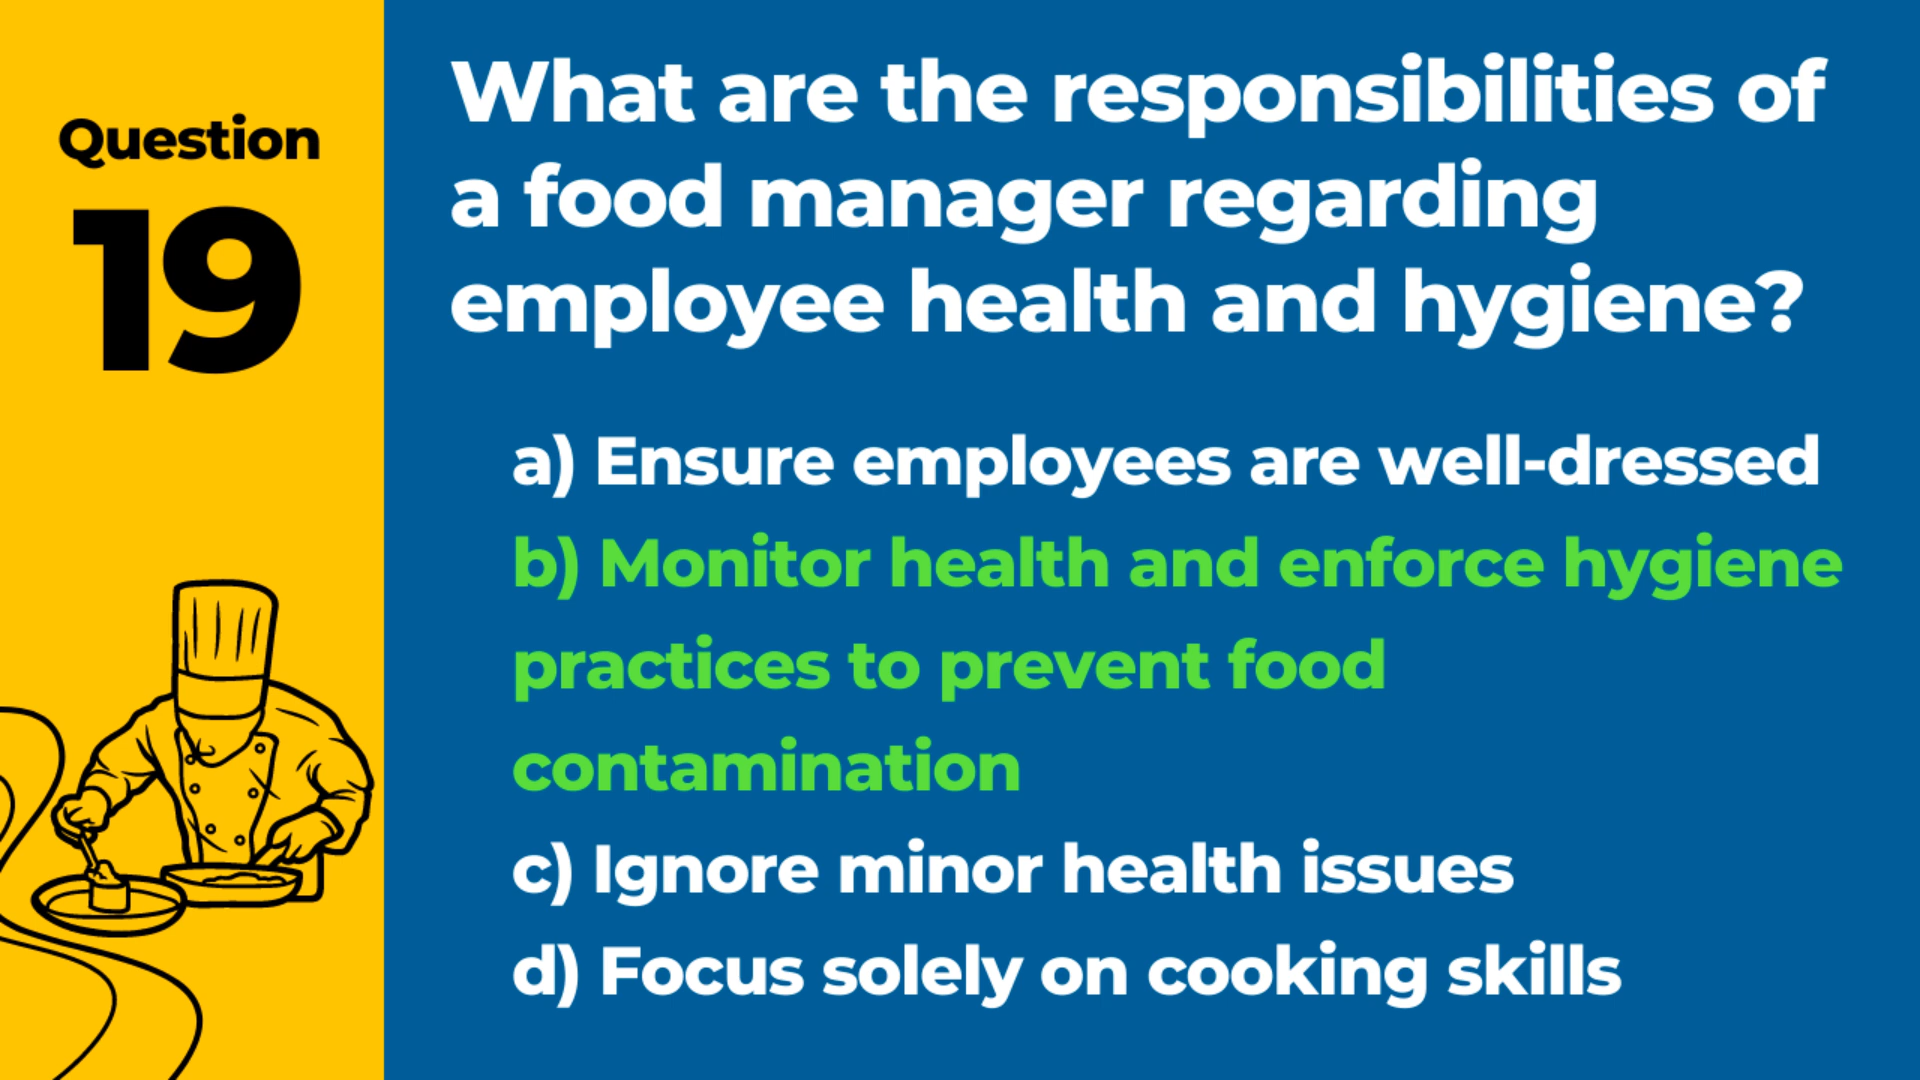 Question
19
What are the responsibilities of
a food manager regarding
employee health and hygiene?
a) Ensure employees are well-dressed
b) Monitor health and enforce hygiene
practices to prevent food
contamination
c) Ignore minor health issues
d) Focus solely on cooking skills